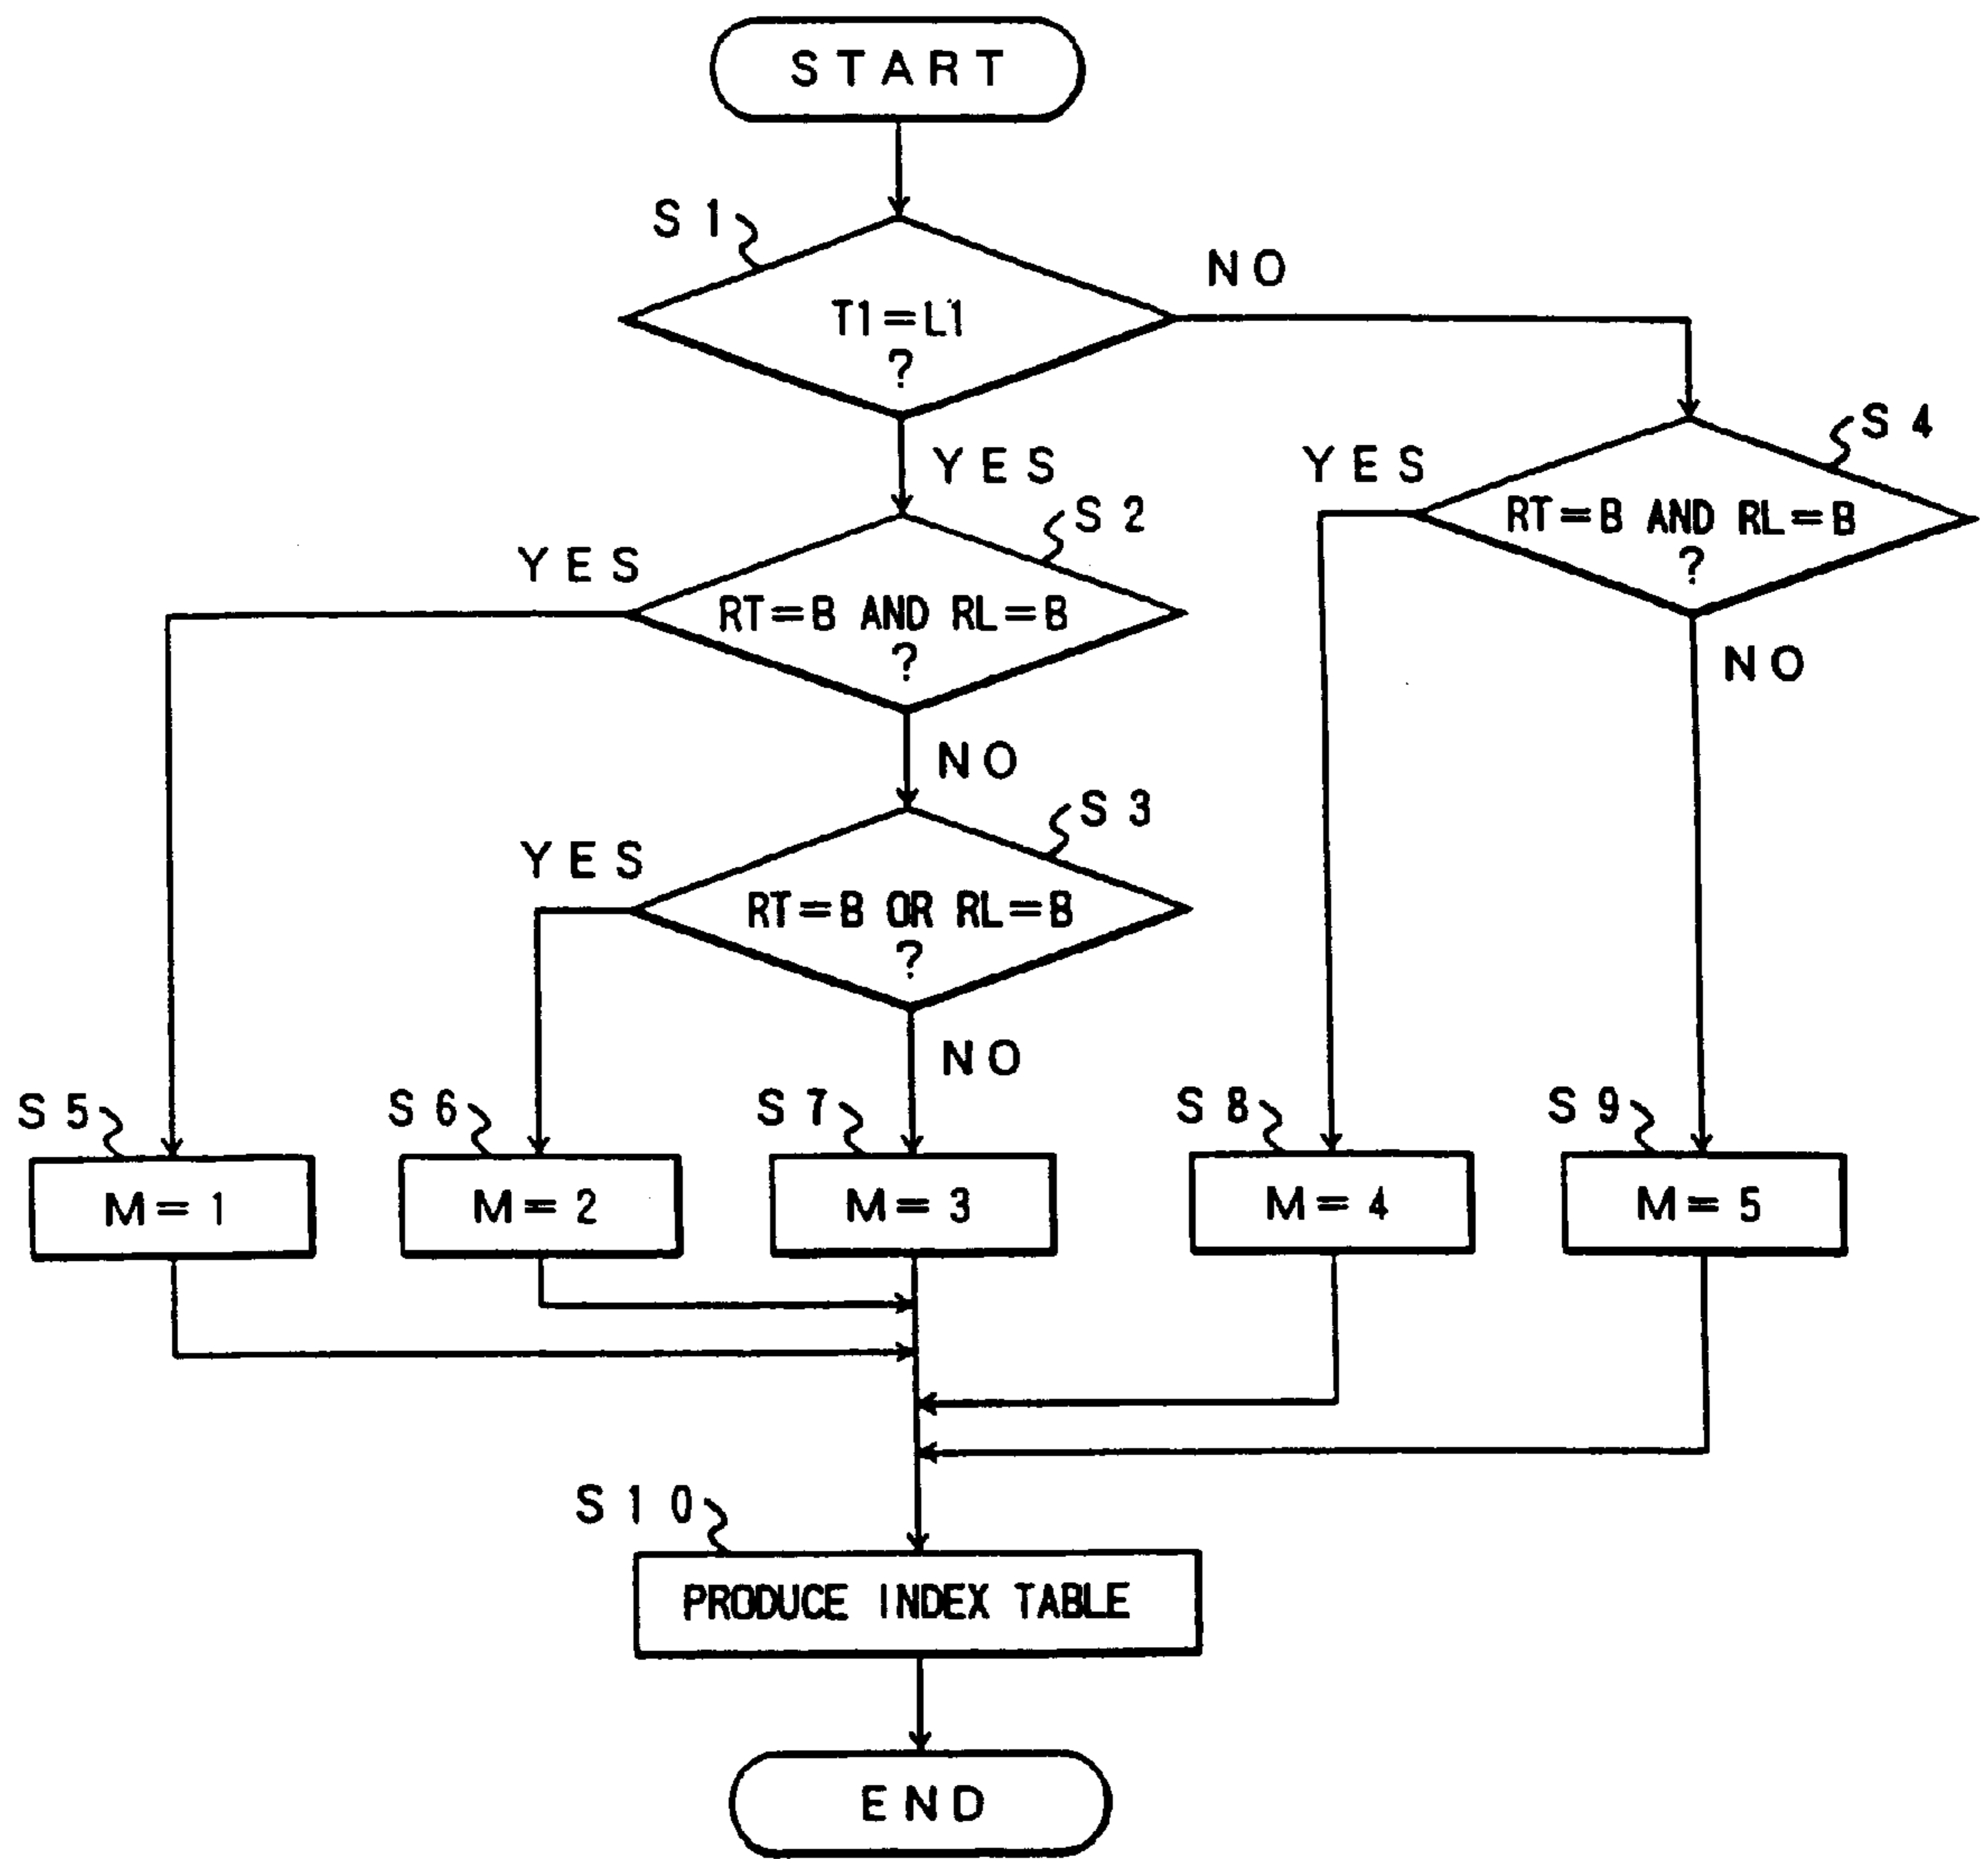 START
S1
T1=L1
?
NO
YES
S4
YES
RT=B AND RL=B
?
NO
S2
YES
RT=B AND RL=B
?
NO
S3
YES
RT=B OR RL=B
?
NO
S5
S6
S7
S8
S9
M=1
M=2
M=3
M=4
M=5
S10
PRODUCE INDEX TABLE
END